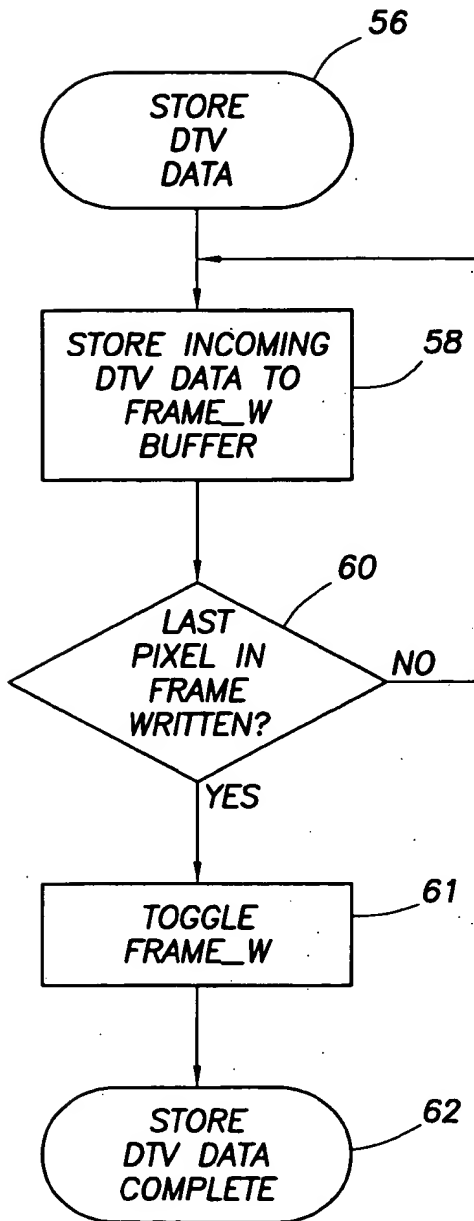 56
STORE
DTV
DATA
STORE INCOMING
DTV DATA TO
FRAME_W
BUFFER
58
60
LAST
PIXEL IN
FRAME
WRITTEN?
NO
YES
61
TOGGLE
FRAME_W
62
STORE
DTV DATA
COMPLETE